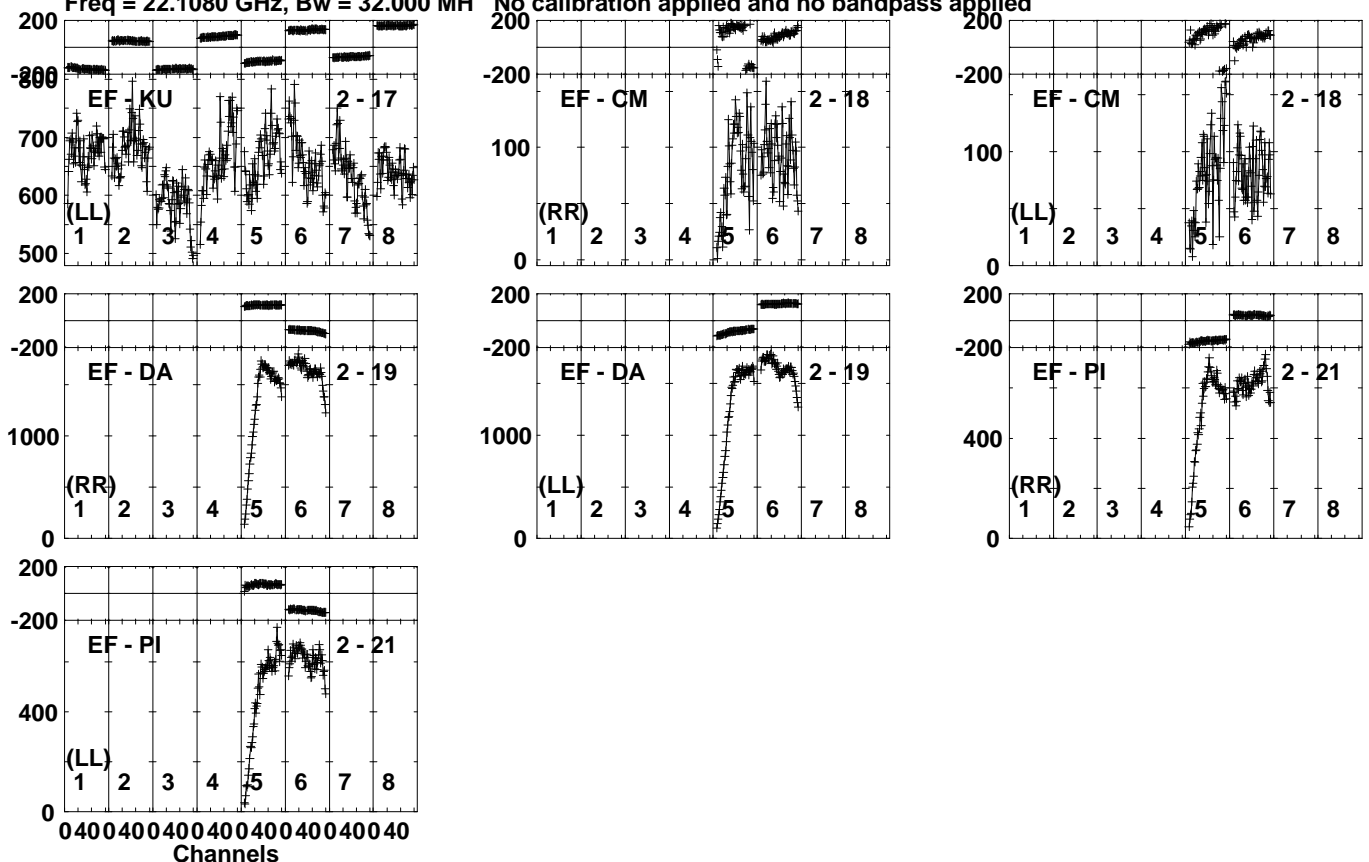 Freq = 22.1080 GHz, Bw = 32.000 MH No calibration applied and no bandpass applied
200
-200
800
700
600
500
EF - KU 2 - 17
(LL)
1 2 3 4 5 6 7 8
200
-200
100
0
EF - CM 2 - 18
(RR)
1 2 3 4 5 6 7 8
200
-200
100
0
EF - CM 2 - 18
(LL)
1 2 3 4 5 6 7 8
200
-200
1000
0
EF - DA 2 - 19
(RR)
1 2 3 4 5 6 7 8
200
-200
1000
0
EF - DA 2 - 19
(LL)
1 2 3 4 5 6 7 8
200
-200
400
0
EF - PI 2 - 21
(RR)
1 2 3 4 5 6 7 8
200
-200
400
0
EF - PI 2 - 21
(LL)
1 2 3 4 5 6 7 8
0 40 0 40 0 40 0 40 0 40 0 40 0 40 0 40
Channels